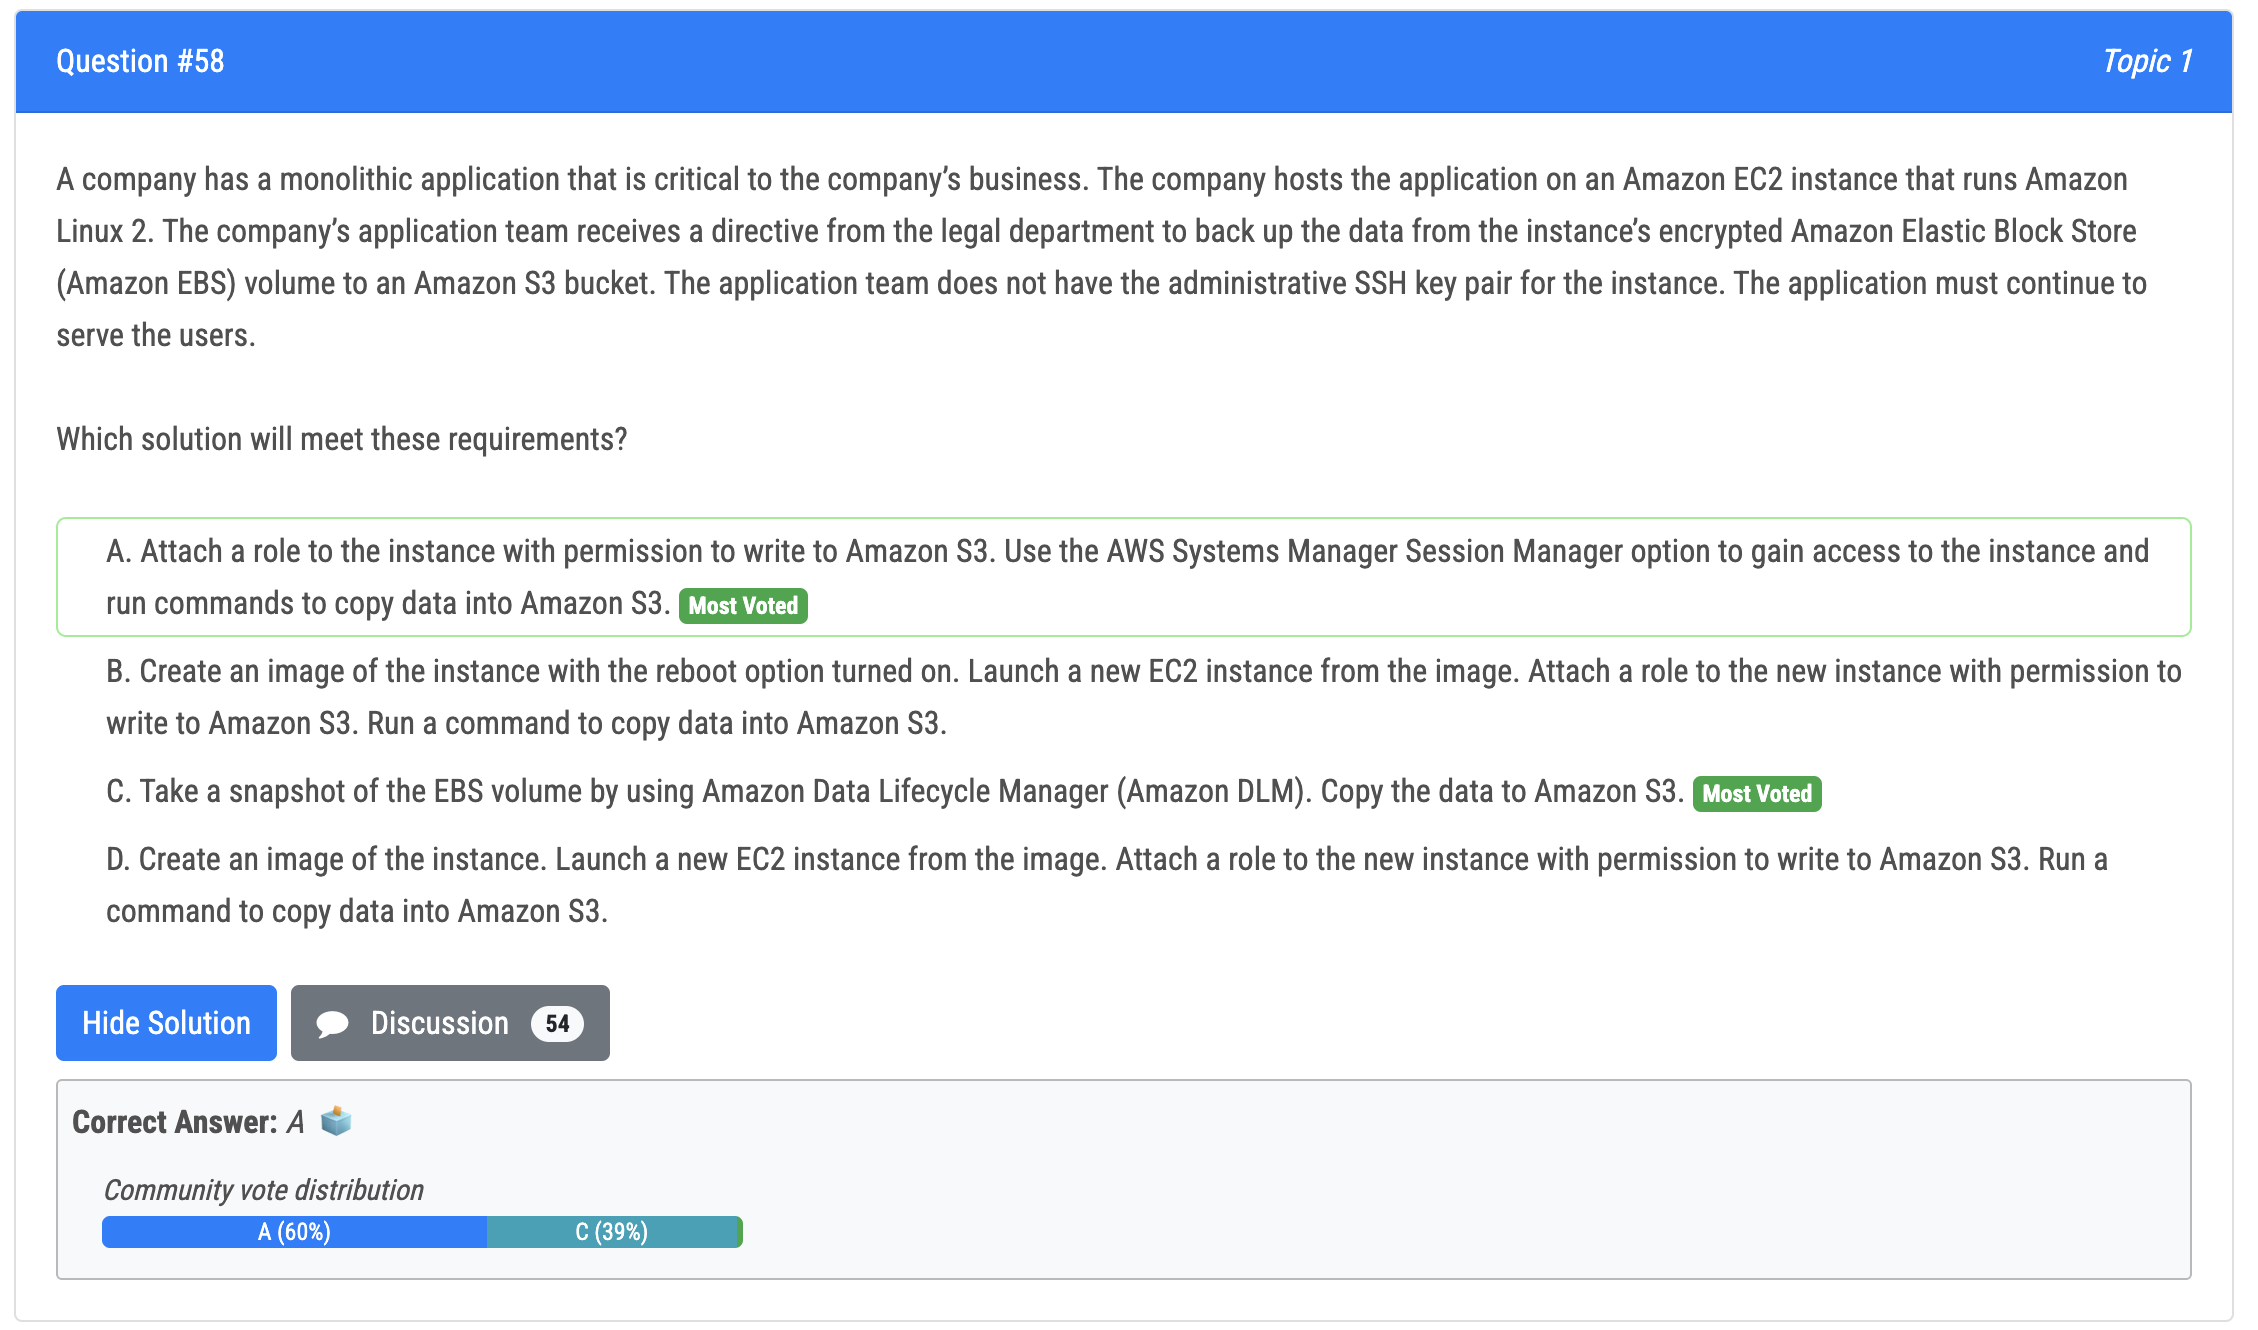 Question #58
Topic 1
A company has a monolithic application that is critical to the company’s business. The company hosts the application on an Amazon EC2 instance that runs Amazon
Linux 2. The company’s application team receives a directive from the legal department to back up the data from the instance’s encrypted Amazon Elastic Block Store
(Amazon EBS) volume to an Amazon S3 bucket. The application team does not have the administrative SSH key pair for the instance. The application must continue to
serve the users.
Which solution will meet these requirements?
A. Attach a role to the instance with permission to write to Amazon S3. Use the AWS Systems Manager Session Manager option to gain access to the instance and
run commands to copy data into Amazon S3. Most Voted
B. Create an image of the instance with the reboot option turned on. Launch a new EC2 instance from the image. Attach a role to the new instance with permission to
write to Amazon S3. Run a command to copy data into Amazon S3.
C. Take a snapshot of the EBS volume by using Amazon Data Lifecycle Manager (Amazon DLM). Copy the data to Amazon S3. Most Voted
D. Create an image of the instance. Launch a new EC2 instance from the image. Attach a role to the new instance with permission to write to Amazon S3. Run a
command to copy data into Amazon S3.
Hide Solution
Discussion 54
Correct Answer: A
Community vote distribution
A (60%)
C (39%)